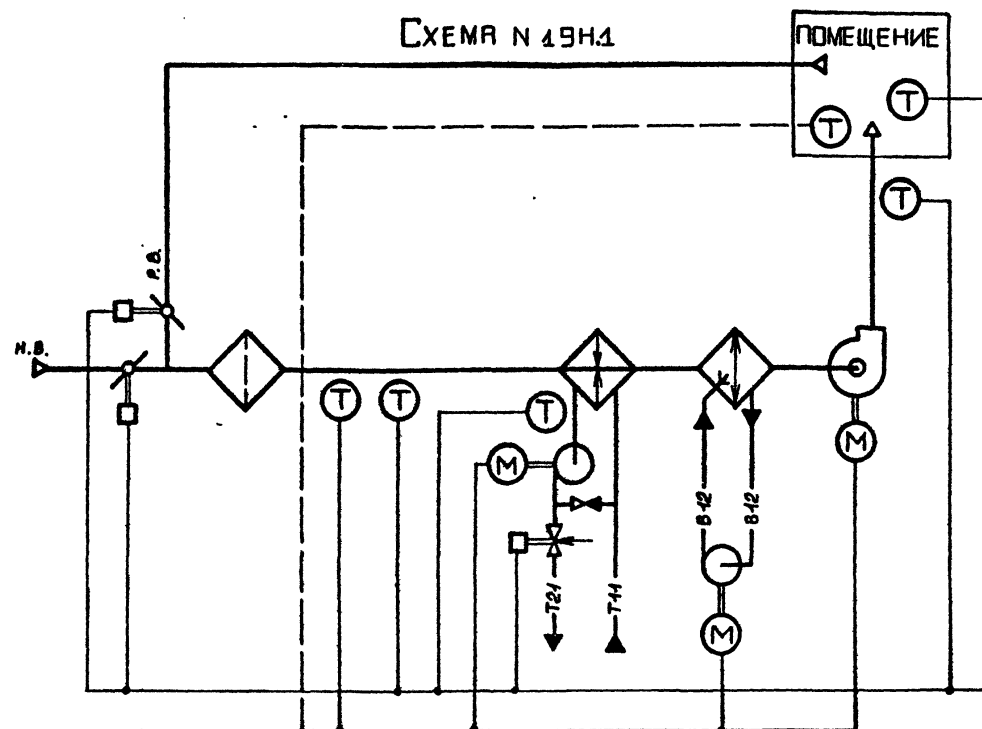 Схема N 19Н.1
ПОМЕЩЕНИЕ
Т
Т
Т
Р.В.
Н.В.
Т
Т
Т
М
М
В12
В12
Т21
Т11
М